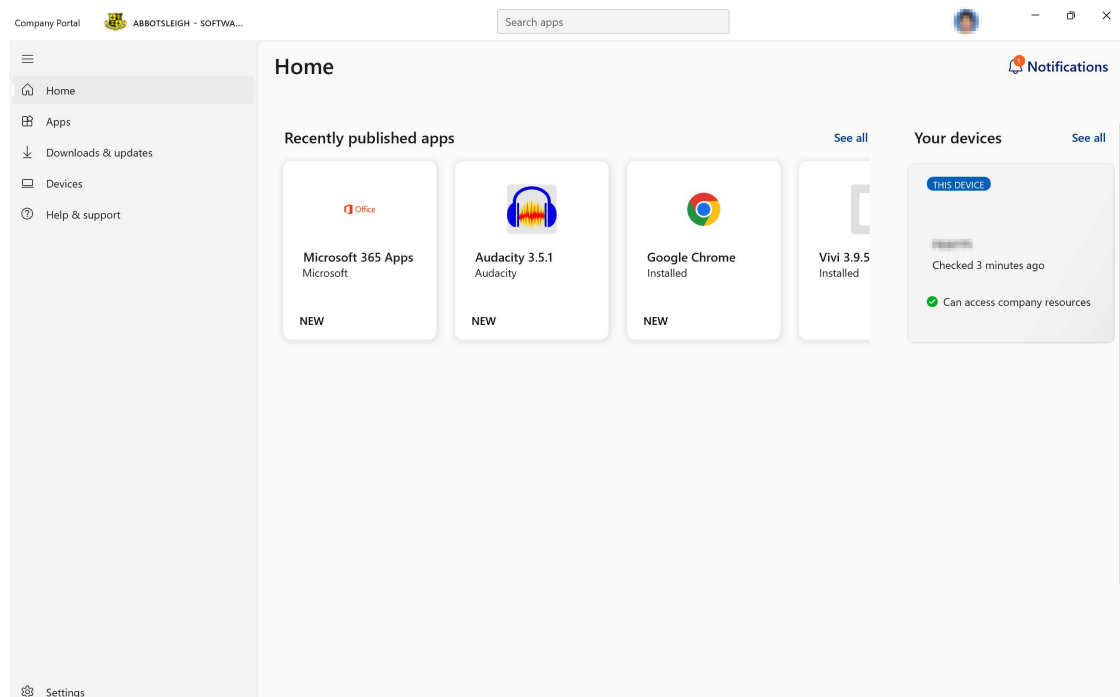 Company Portal
ABBOTSLEIGH - SOFTWA...
Search apps
Home
Apps
Downloads & updates
Devices
Help & support
Settings
Home
1
Notifications
Recently published apps
See all
Office
Microsoft 365 Apps
Microsoft
NEW
Audacity 3.5.1
Audacity
NEW
Google Chrome
Installed
NEW
Vivi 3.9.5
Installed
Your devices
See all
THIS DEVICE
Checked 3 minutes ago
Can access company resources